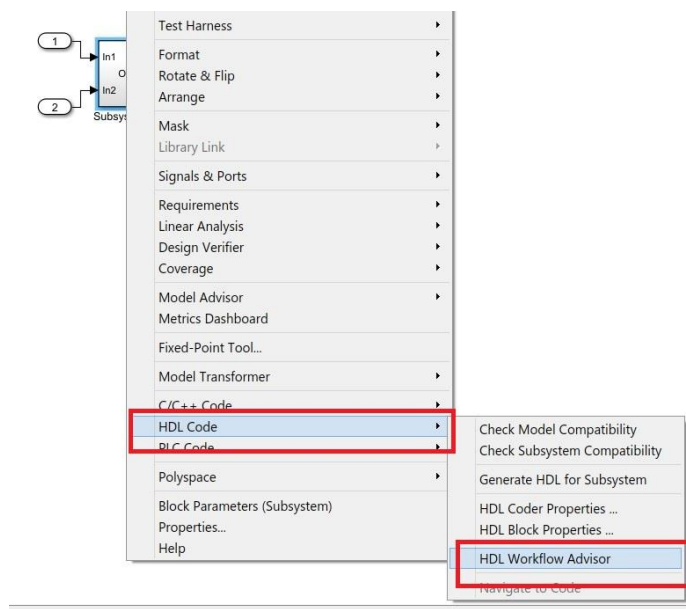 1
In1
O
In2
2
Subsys
Test Harness
Format
Rotate & Flip
Arrange
Mask
Library Link
Signals & Ports
Requirements
Linear Analysis
Design Verifier
Coverage
Model Advisor
Metrics Dashboard
Fixed-Point Tool...
Model Transformer
C/C++ Code
HDL Code
PLC Code
Polyspace
Block Parameters (Subsystem)
Properties...
Help
Check Model Compatibility
Check Subsystem Compatibility
Generate HDL for Subsystem
HDL Coder Properties ...
HDL Block Properties ...
HDL Workflow Advisor
Navigate to Code